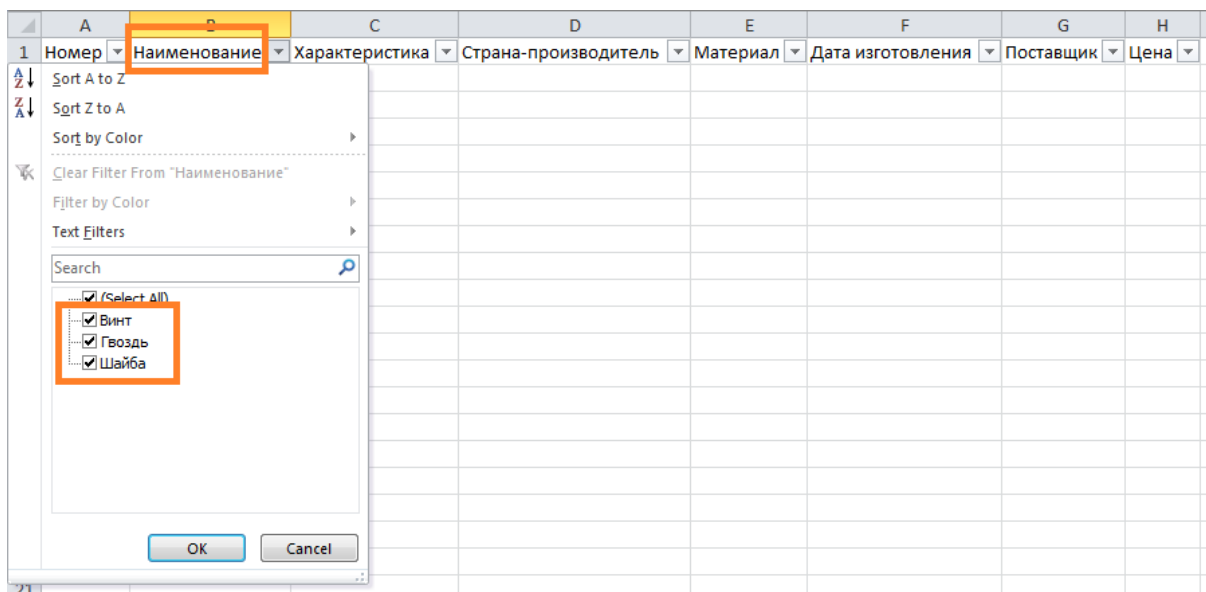 A B C D E F G H
1 Номер Наименование Характеристика Страна-производитель Материал Дата изготовления Поставщик Цена
Sort A to Z
Sort Z to A
Sort by Color
Clear Filter From "Наименование"
Filter by Color
Text Filters
Search
(Select All)
Винт
Гвоздь
Шайба
OK Cancel
21